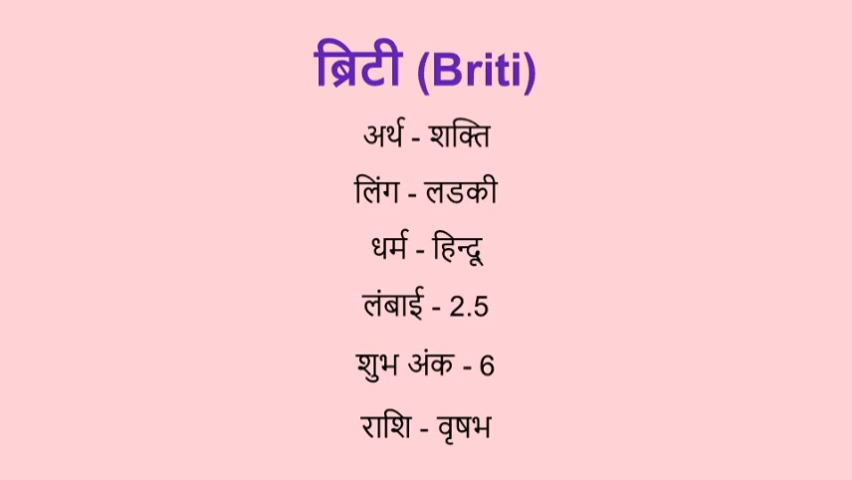 ब्रिटी (Briti)
अर्थ - शक्ति
लिंग - लडकी
धर्म - हिन्दू
लंबाई - 2.5
शुभ अंक - 6
राशि - वृषभ